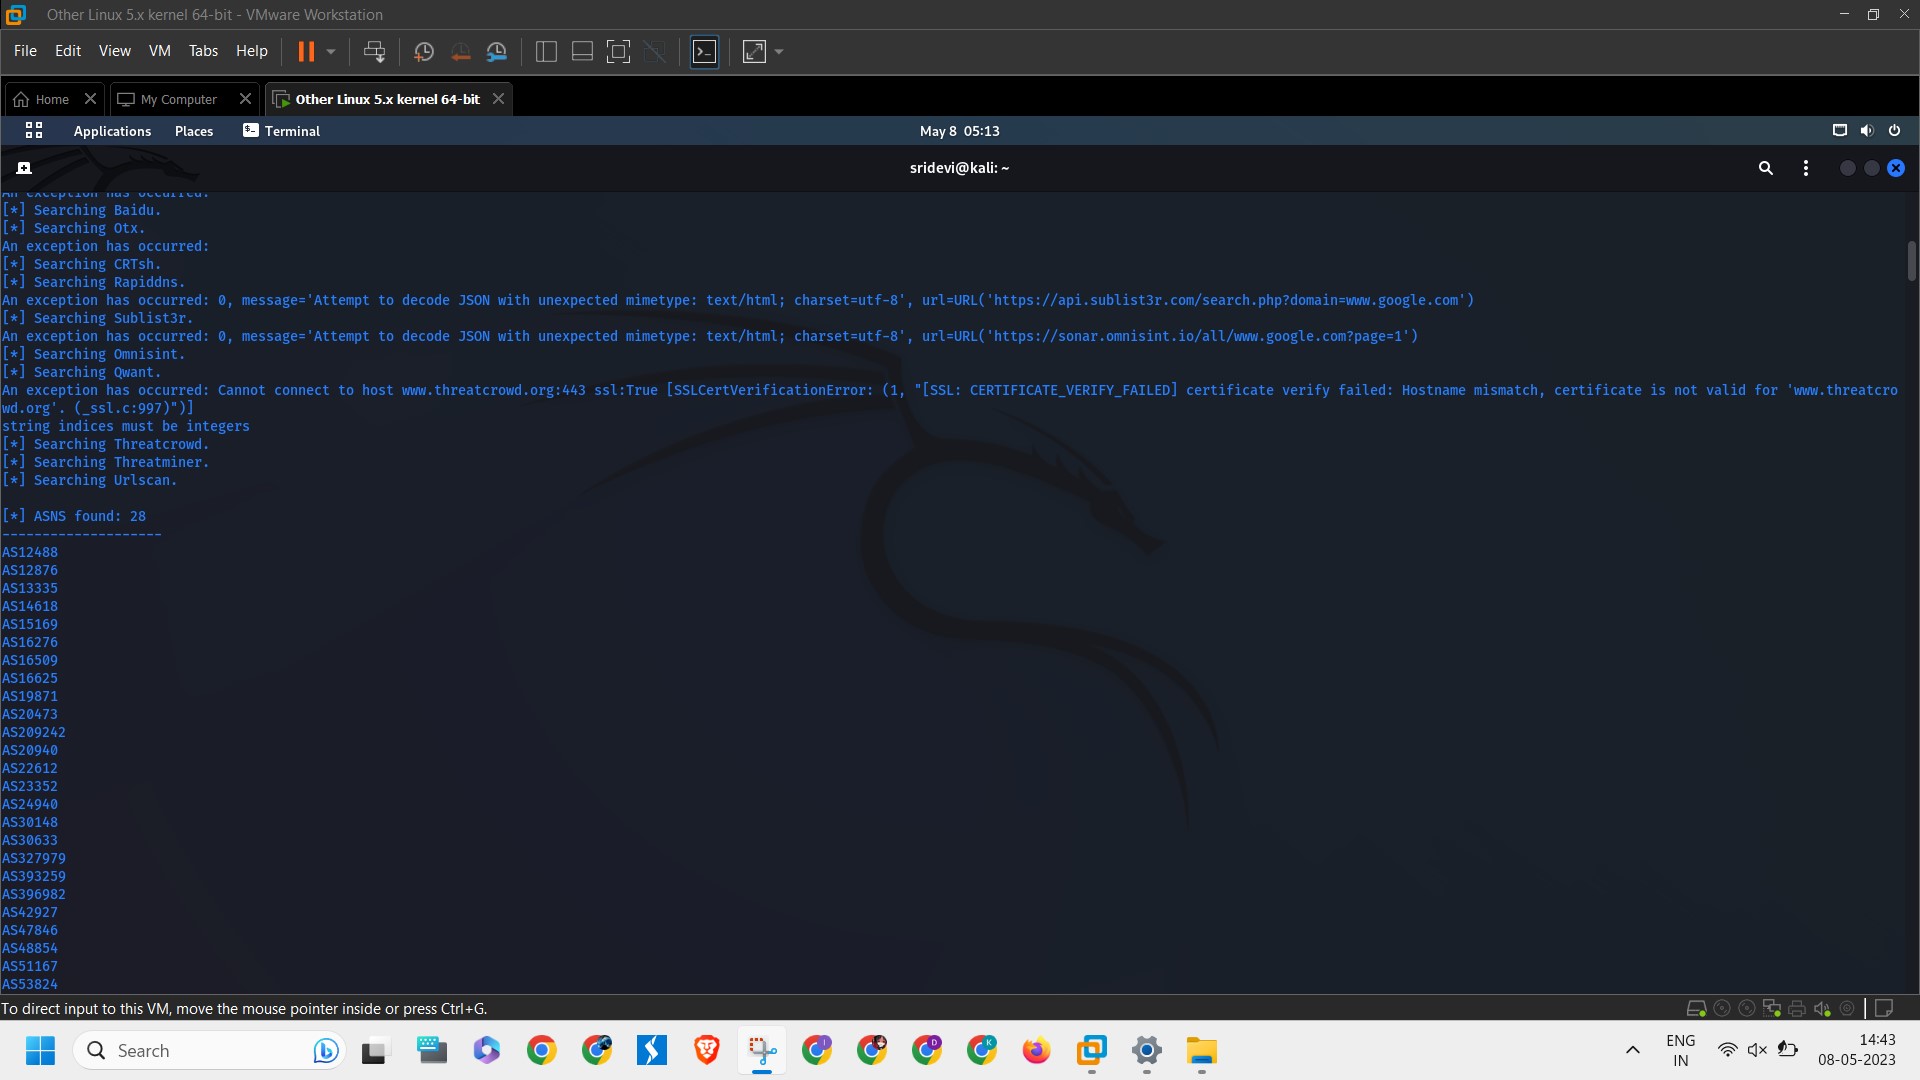 Other Linux 5.x kernel 64-bit - VMware Workstation
File Edit View VM Tabs Help
Home My Computer Other Linux 5.x kernel 64-bit
Applications Places Terminal May 8 05:13
sridevi@kali: ~
An exception has occurred:
[*] Searching Baidu.
[*] Searching Otx.
An exception has occurred:
[*] Searching CRTsh.
[*] Searching Rapiddns.
An exception has occurred: 0, message='Attempt to decode JSON with unexpected mimetype: text/html; charset=utf-8', url=URL('https://api.sublist3r.com/search.php?domain=www.google.com')
[*] Searching Sublist3r.
An exception has occurred: 0, message='Attempt to decode JSON with unexpected mimetype: text/html; charset=utf-8', url=URL('https://sonar.omnisint.io/all/www.google.com?page=1')
[*] Searching Omnisint.
[*] Searching Qwant.
An exception has occurred: Cannot connect to host www.threatcrowd.org:443 ssl:True [SSLCertVerificationError: (1, "[SSL: CERTIFICATE_VERIFY_FAILED] certificate verify failed: Hostname mismatch, certificate is not valid for 'www.threatcro
wd.org'. (_ssl.c:997)")]
string indices must be integers
[*] Searching Threatcrowd.
[*] Searching Threatminer.
[*] Searching Urlscan.
[*] ASNS found: 28
--------------------
AS12488
AS12876
AS13335
AS14618
AS15169
AS16276
AS16509
AS16625
AS19871
AS20473
AS209242
AS20940
AS22612
AS23352
AS24940
AS30148
AS30633
AS327979
AS393259
AS396982
AS42927
AS47846
AS48854
AS51167
AS53824
To direct input to this VM, move the mouse pointer inside or press Ctrl+G.
Search
ENG
IN
14:43
08-05-2023